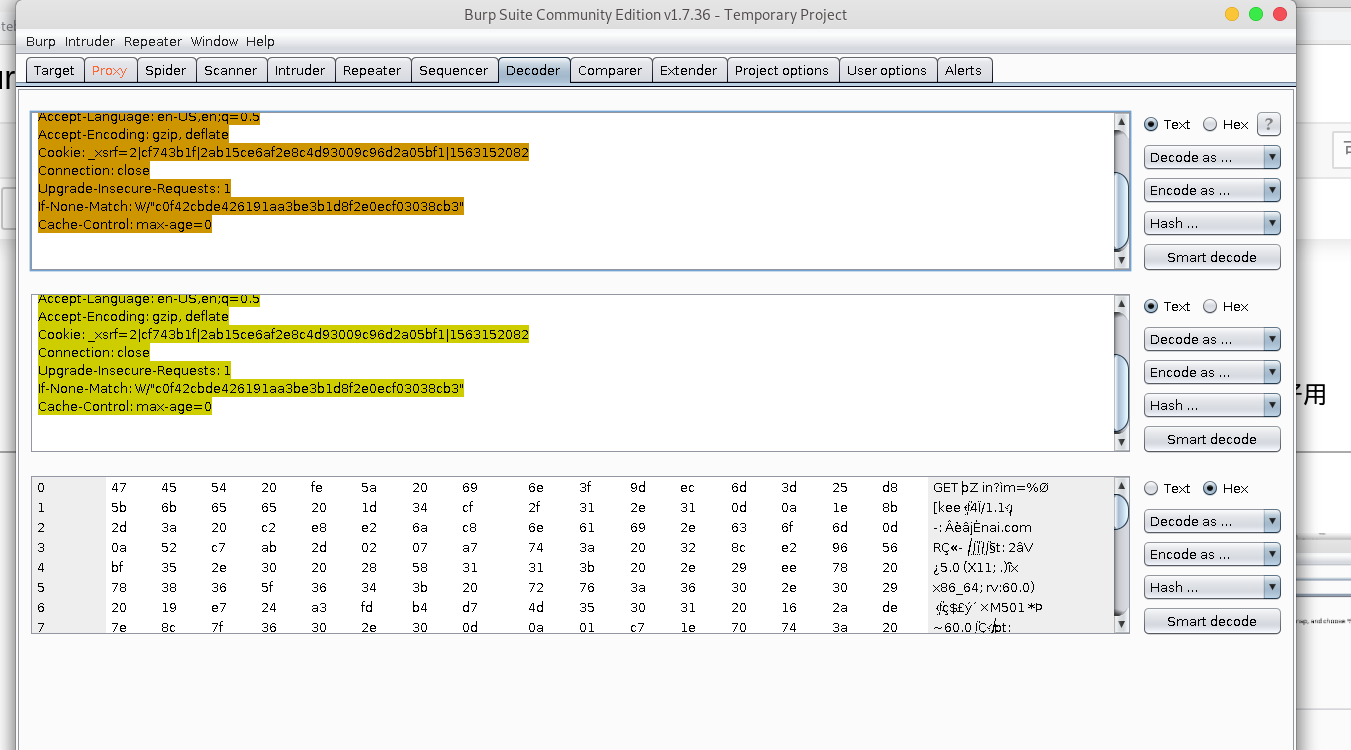 Burp Suite Community Edition v1.7.36 - Temporary Project
Burp Intruder Repeater Window Help
Target Proxy Spider Scanner Intruder Repeater Sequencer Decoder Comparer Extender Project options User options Alerts
Accept-Language: en-US,en;q=0.5
Accept-Encoding: gzip, deflate
Cookie: _xsrf=2|cf743b1f|2ab15ce6af2e8c4d93009c96d2a05bf1|1563152082
Connection: close
Upgrade-Insecure-Requests: 1
If-None-Match: W/"c0f42cbde426191aa3be3b1d8f2e0ecf03038cb3"
Cache-Control: max-age=0
Text Hex ?
Decode as ...
Encode as ...
Hash ...
Smart decode
Accept-Language: en-US,en;q=0.5
Accept-Encoding: gzip, deflate
Cookie: _xsrf=2|cf743b1f|2ab15ce6af2e8c4d93009c96d2a05bf1|1563152082
Connection: close
Upgrade-Insecure-Requests: 1
If-None-Match: W/"c0f42cbde426191aa3be3b1d8f2e0ecf03038cb3"
Cache-Control: max-age=0
Text Hex
Decode as ...
Encode as ...
Hash ...
Smart decode
0 47 45 54 20 fe 5a 20 69 6e 3f 9d ec 6d 3d 25 d8 GET þZ in?ìm=%Ø
1 5b 6b 65 65 20 1d 34 cf 2f 31 2e 31 0d 0a 1e 8b [kee 4Ï/1.1
2 2d 3a 20 c2 e8 e2 6a c8 6e 61 69 2e 63 6f 6d 0d -: ÂèâjÈnai.com
3 0a 52 c7 ab 2d 02 07 a7 74 3a 20 32 8c e2 96 56 RÇ«- §t: 2âV
4 bf 35 2e 30 20 28 58 31 31 3b 20 2e 29 ee 78 20 ¿5.0 (X11; .)îx
5 78 38 36 5f 36 34 3b 20 72 76 3a 36 30 2e 30 29 x86_64; rv:60.0)
6 20 19 e7 24 a3 fd b4 d7 4d 35 30 31 20 16 2a de ç$£ý´×M501 *Þ
7 7e 8c 7f 36 30 2e 30 0d 0a 01 c7 1e 70 74 3a 20 ~60.0 Çpt:
Text Hex
Decode as ...
Encode as ...
Hash ...
Smart decode
用